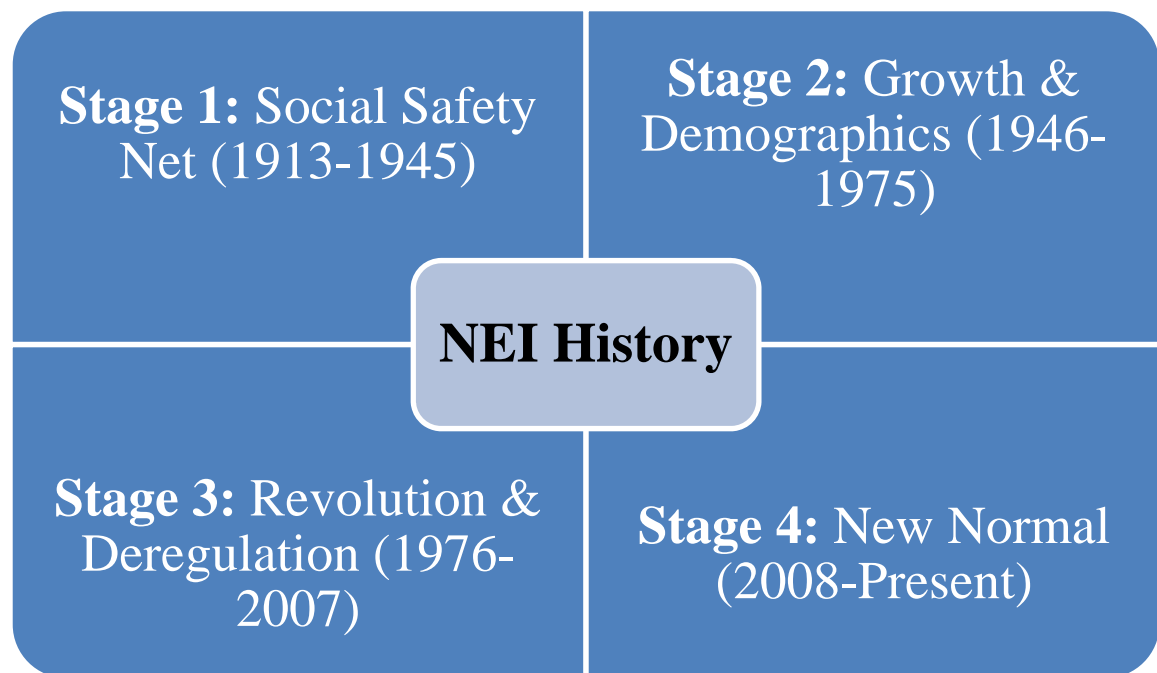 Stage 1: Social Safety
Net (1913-1945)
Stage 2: Growth &
Demographics (1946-
1975)
NEI History
Stage 3: Revolution &
Deregulation (1976-
2007)
Stage 4: New Normal
(2008-Present)